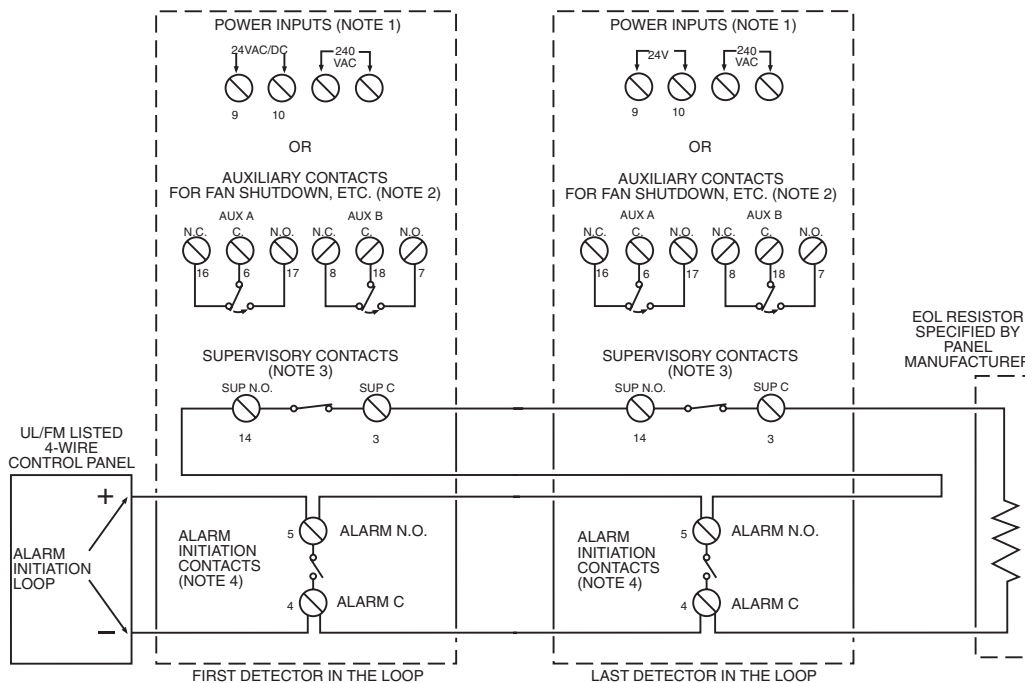 POWER INPUTS (NOTE 1)
24VAC/DC
240
VAC
9
10
OR
AUXILIARY CONTACTS
FOR FAN SHUTDOWN, ETC. (NOTE 2)
AUX A
AUX B
N.C.
C.
N.O.
N.C.
C.
N.O.
16
6
17
8
18
7
SUPERVISORY CONTACTS
(NOTE 3)
SUP N.O.
SUP C
14
3
POWER INPUTS (NOTE 1)
24V
240
VAC
9
10
OR
AUXILIARY CONTACTS
FOR FAN SHUTDOWN, ETC. (NOTE 2)
AUX A
AUX B
N.C.
C.
N.O.
N.C.
C.
N.O.
16
6
17
8
18
7
SUPERVISORY CONTACTS
(NOTE 3)
SUP N.O.
SUP C
14
3
EOL RESISTOR
SPECIFIED BY
PANEL
MANUFACTURER
UL/FM LISTED
4-WIRE
CONTROL PANEL
+
ALARM
INITIATION
LOOP
–
ALARM
INITIATION
CONTACTS
(NOTE 4)
5
ALARM N.O.
4
ALARM C
ALARM
INITIATION
CONTACTS
(NOTE 4)
5
ALARM N.O.
4
ALARM C
FIRST DETECTOR IN THE LOOP
LAST DETECTOR IN THE LOOP